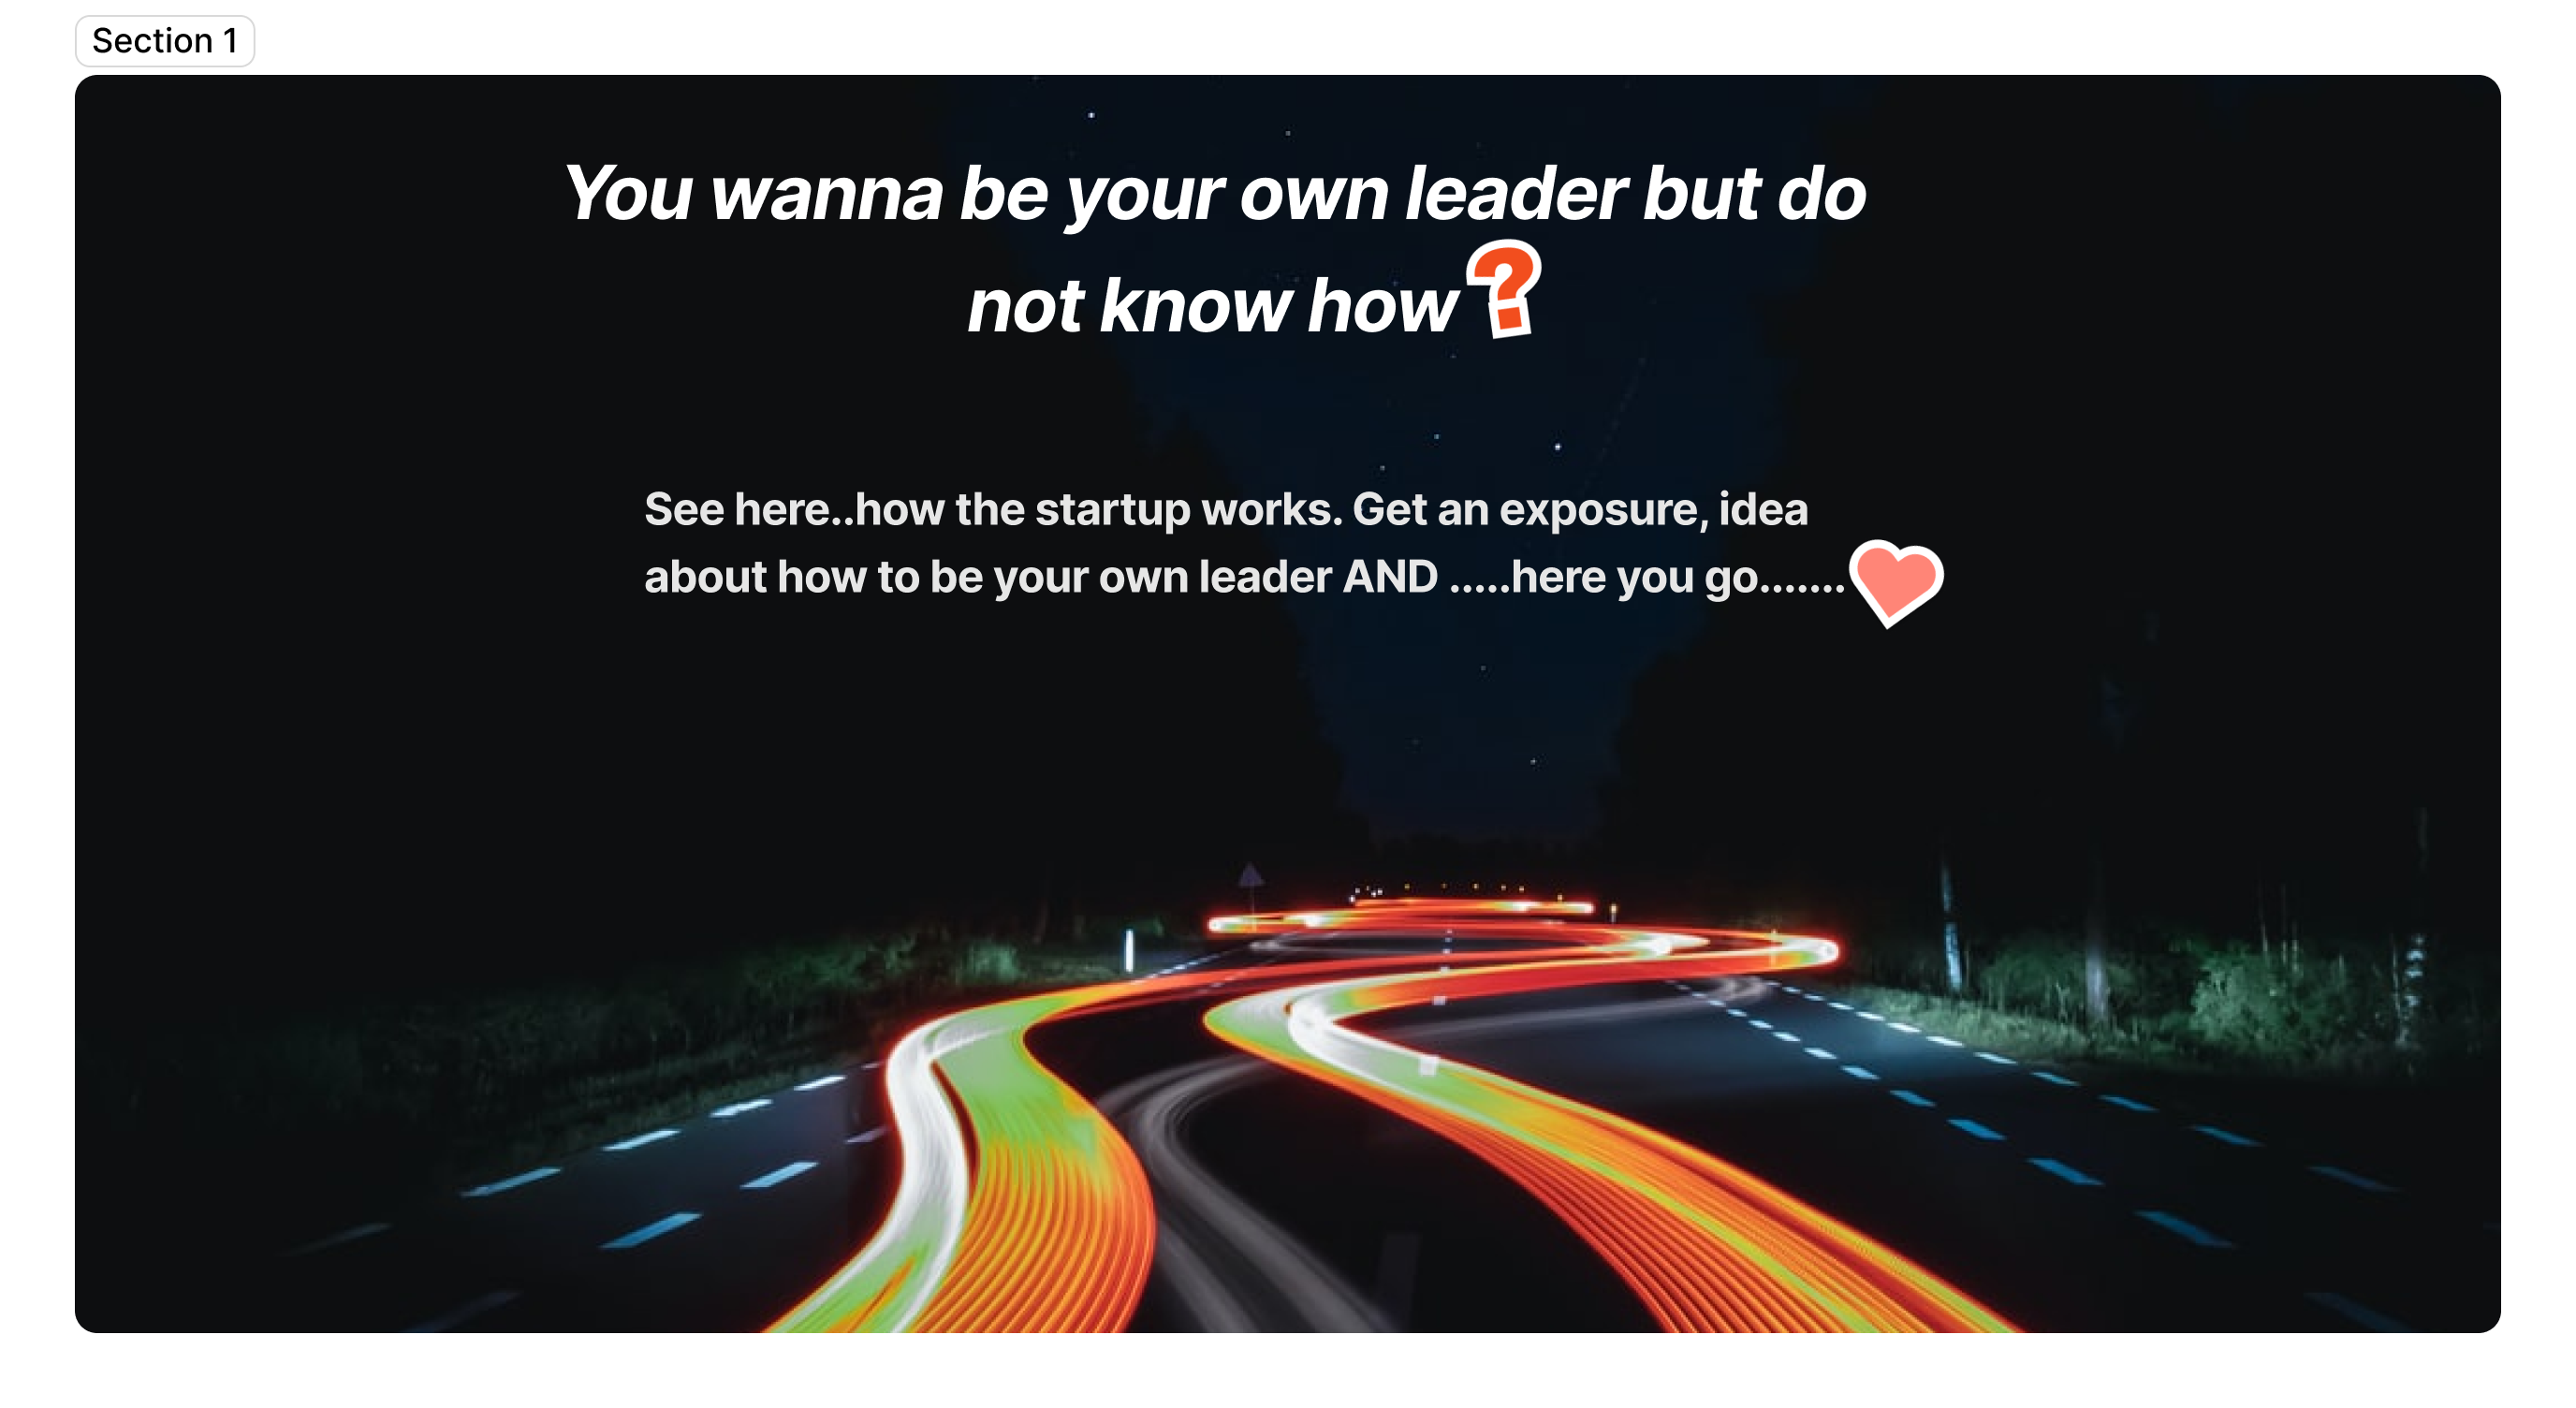 Section 1
You wanna be your own leader but do
not know how?
See here..how the startup works. Get an exposure, idea
about how to be your own leader AND .....here you go.......